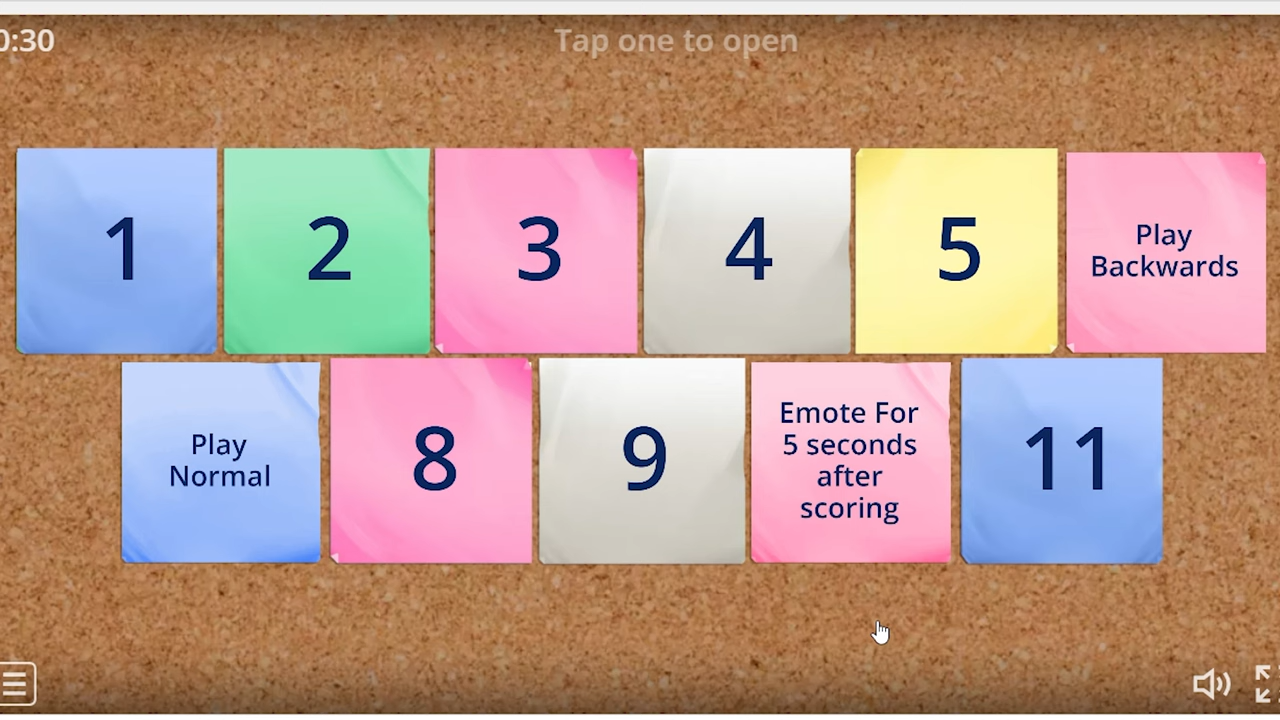 0:30
Tap one to open
1
2
3
4
5
Play
Backwards
Play
Normal
8
9
Emote For
5 seconds
after
scoring
11